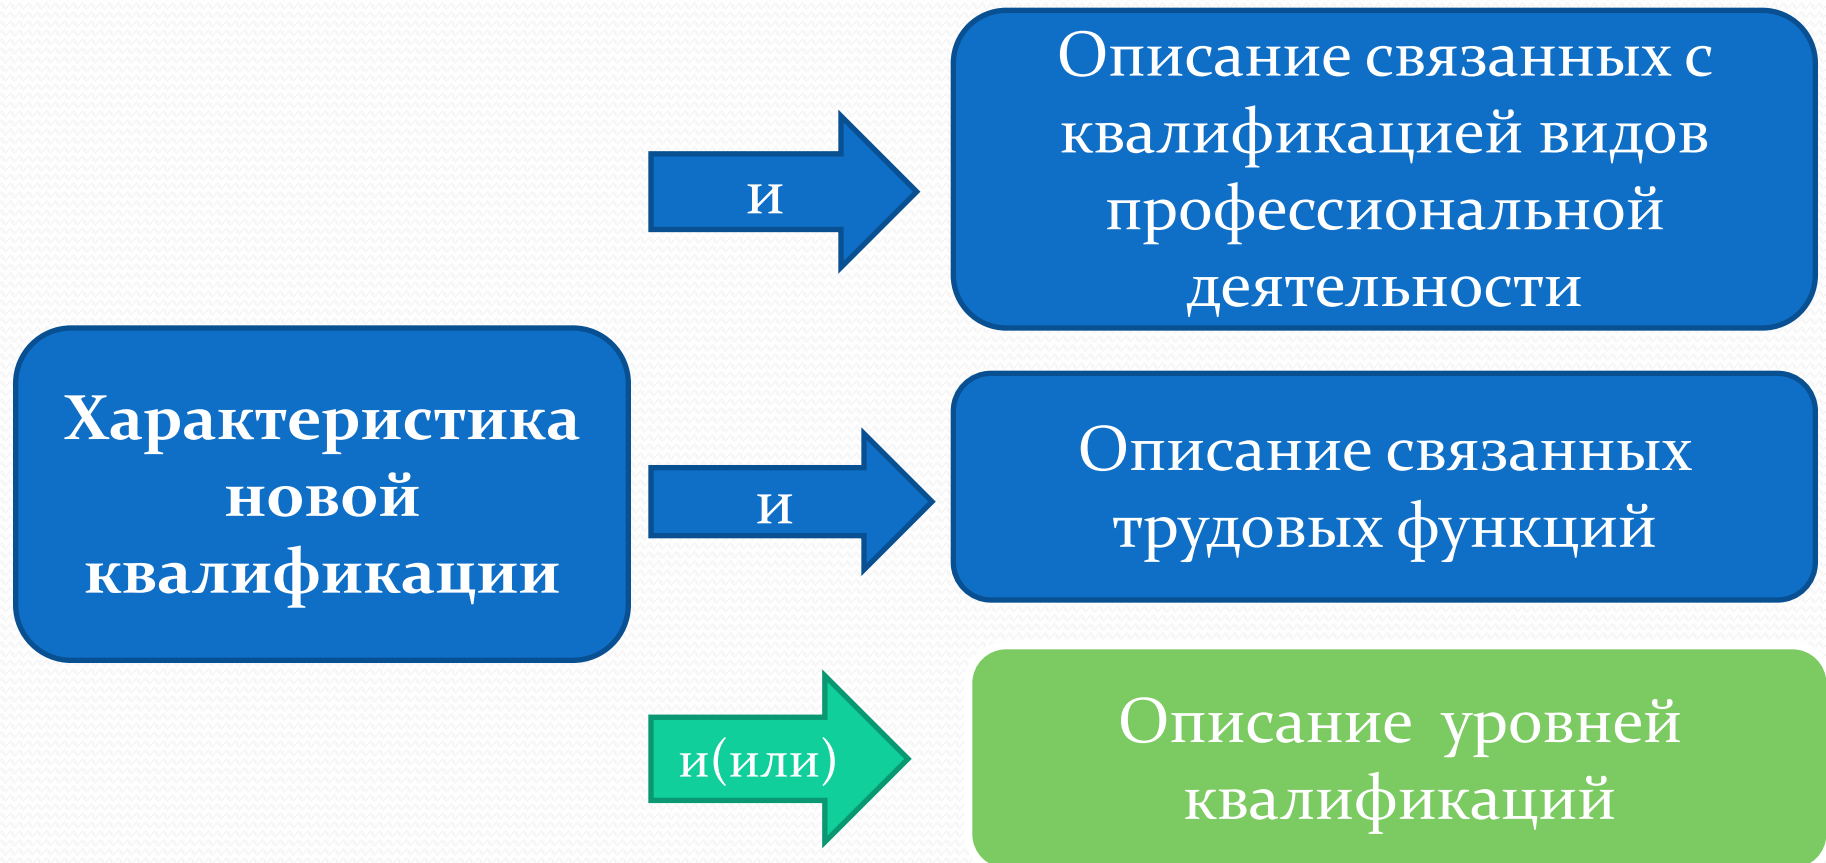 Описание связанных с
квалификацией видов
профессиональной
деятельности
и
Характеристика
новой
квалификации
и
Описание связанных
трудовых функций
и(или)
Описание уровней
квалификаций